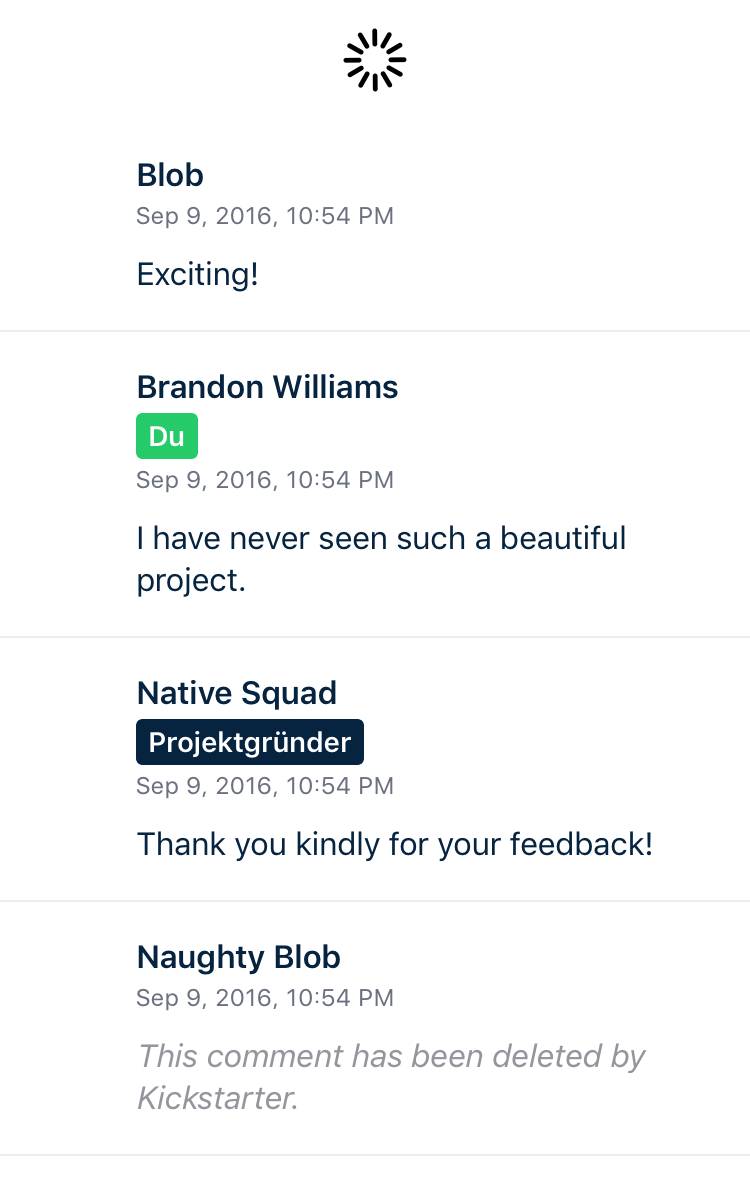 Blob
Sep 9, 2016, 10:54 PM
Exciting!
Brandon Williams
Du
Sep 9, 2016, 10:54 PM
I have never seen such a beautiful
project.
Native Squad
Projektgründer
Sep 9, 2016, 10:54 PM
Thank you kindly for your feedback!
Naughty Blob
Sep 9, 2016, 10:54 PM
This comment has been deleted by
Kickstarter.